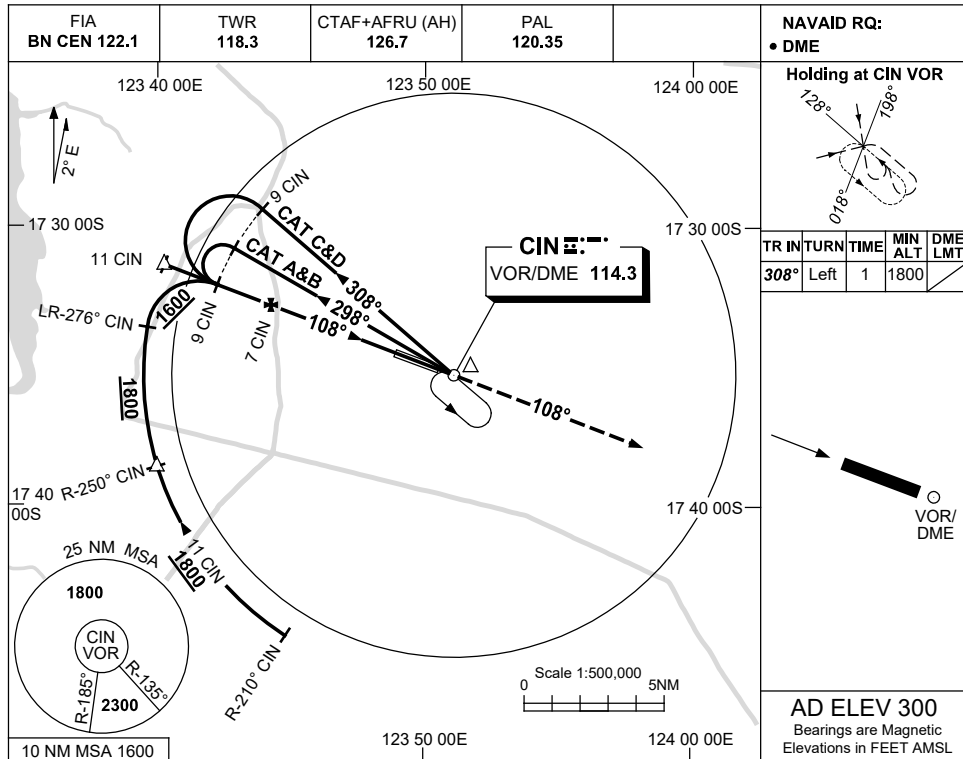 FIA
BN CEN 122.1
TWR
118.3
CTAF+AFRU (AH)
126.7
PAL
120.35
NAVAID RQ:
• DME
123 40 00E
123 50 00E
124 00 00E
Holding at CIN VOR
128°
198°
018°
2° E
17 30 00S
17 30 00S
9 CIN
CAT C&D
CAT A&B
11 CIN
CIN
VOR/DME 114.3
TR IN
TURN
TIME
MIN ALT
DME LMT
308°
Left
1
1800
308°
298°
108°
1600
LR-276° CIN
9 CIN
7 CIN
1800
108°
R-250° CIN
17 40 00S
17 40 00S
VOR/
DME
11 CIN
1800
25 NM MSA
1800
CIN
VOR
R-185°
R-135°
2300
R-210° CIN
Scale 1:500,000
0
5NM
10 NM MSA 1600
123 50 00E
124 00 00E
AD ELEV 300
Bearings are Magnetic
Elevations in FEET AMSL